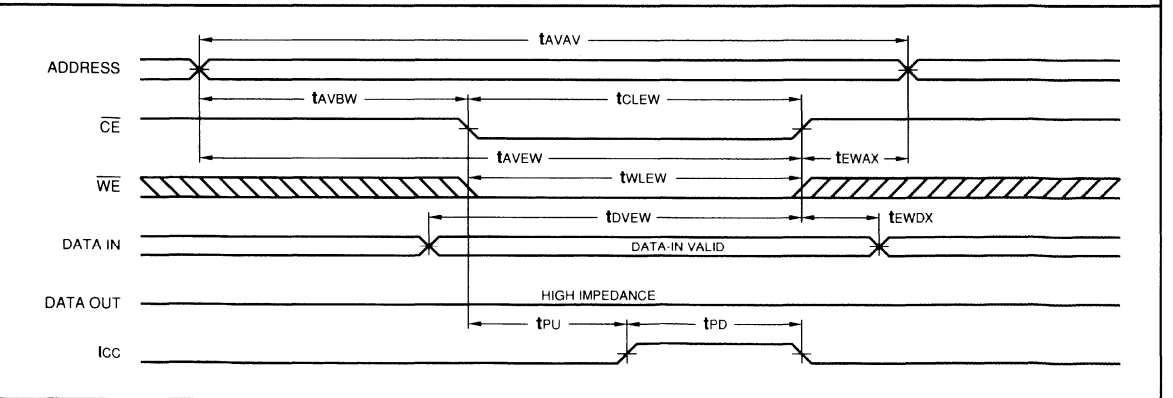 tAVAV
ADDRESS
tAVBW tCLEW
CE
tAVEW tEWAX
WE tWLEW
tDVEW tEWDX
DATA IN DATA-IN VALID
DATA OUT HIGH IMPEDANCE
tPU tPD
ICC